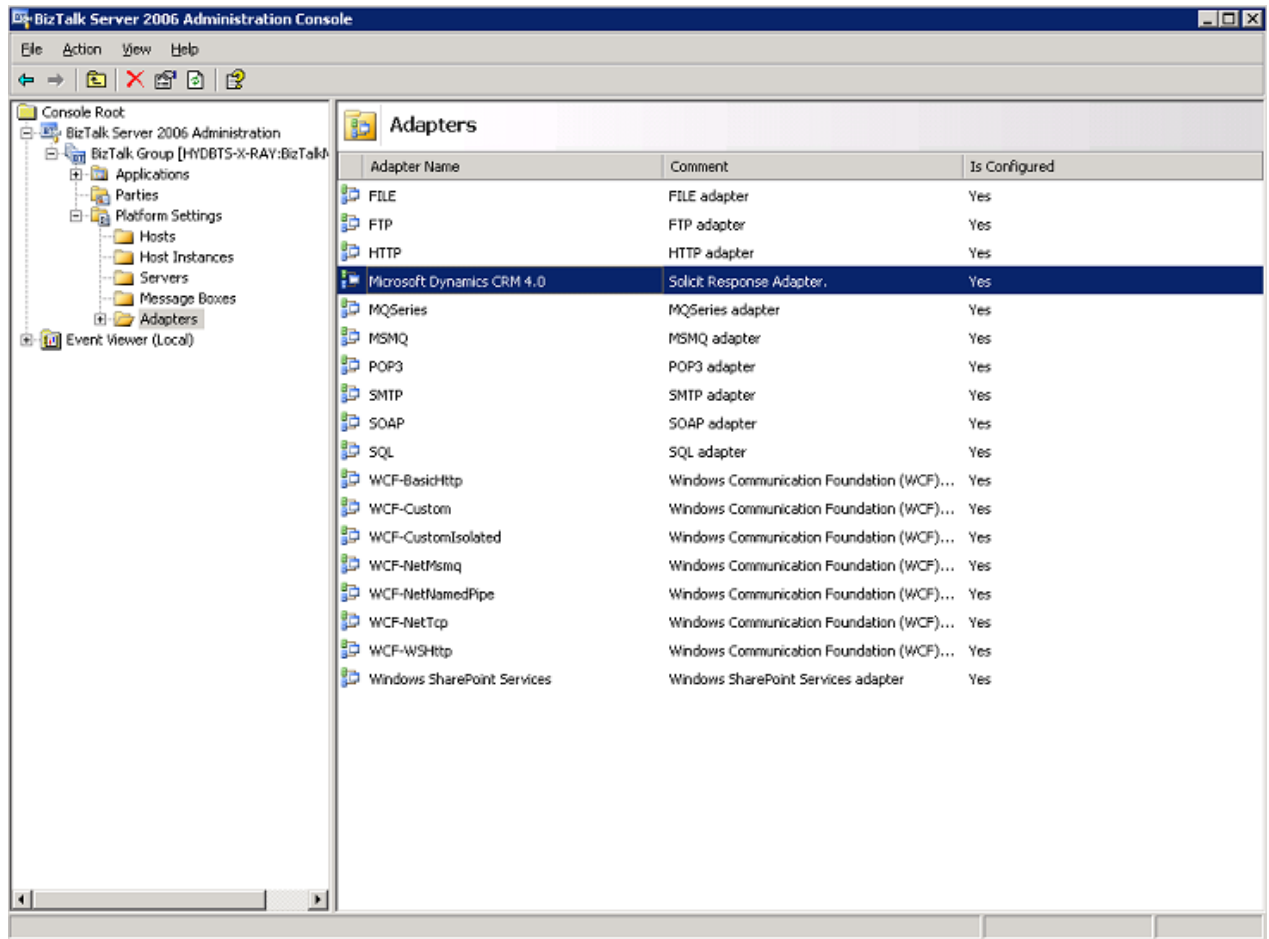 BizTalk Server 2006 Administration Console
File Action View Help
Console Root
BizTalk Server 2006 Administration
BizTalk Group [HYDBTS-X-RAY:BizTalk
Applications
Parties
Platform Settings
Hosts
Host Instances
Servers
Message Boxes
Adapters
Event Viewer (Local)
Adapters
Adapter Name Comment Is Configured
FILE FILE adapter Yes
FTP FTP adapter Yes
HTTP HTTP adapter Yes
Microsoft Dynamics CRM 4.0 Solicit Response Adapter. Yes
MQSeries MQSeries adapter Yes
MSMQ MSMQ adapter Yes
POP3 POP3 adapter Yes
SMTP SMTP adapter Yes
SOAP SOAP adapter Yes
SQL SQL adapter Yes
WCF-BasicHttp Windows Communication Foundation (WCF)... Yes
WCF-Custom Windows Communication Foundation (WCF)... Yes
WCF-CustomIsolated Windows Communication Foundation (WCF)... Yes
WCF-NetMsmq Windows Communication Foundation (WCF)... Yes
WCF-NetNamedPipe Windows Communication Foundation (WCF)... Yes
WCF-NetTcp Windows Communication Foundation (WCF)... Yes
WCF-WSHttp Windows Communication Foundation (WCF)... Yes
Windows SharePoint Services Windows SharePoint Services adapter Yes